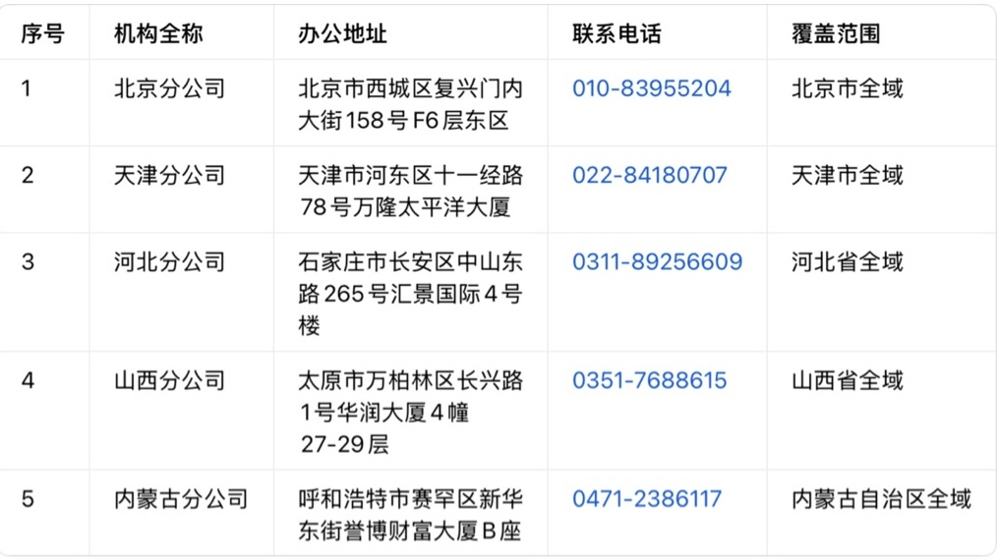 序号 机构全称 办公地址 联系电话 覆盖范围
1 北京分公司 北京市西城区复兴门内 010-83955204 北京市全域
大街158号F6层东区
2 天津分公司 天津市河东区十一经路 022-84180707 天津市全域
78号万隆太平洋大厦
3 河北分公司 石家庄市长安区中山东 0311-89256609 河北省全域
路265号汇景国际4号
楼
4 山西分公司 太原市万柏林区长兴路 0351-7688615 山西省全域
1号华润大厦4幢
27-29层
5 内蒙古分公司 呼和浩特市赛罕区新华 0471-2386117 内蒙古自治区全域
东街誉博财富大厦B座